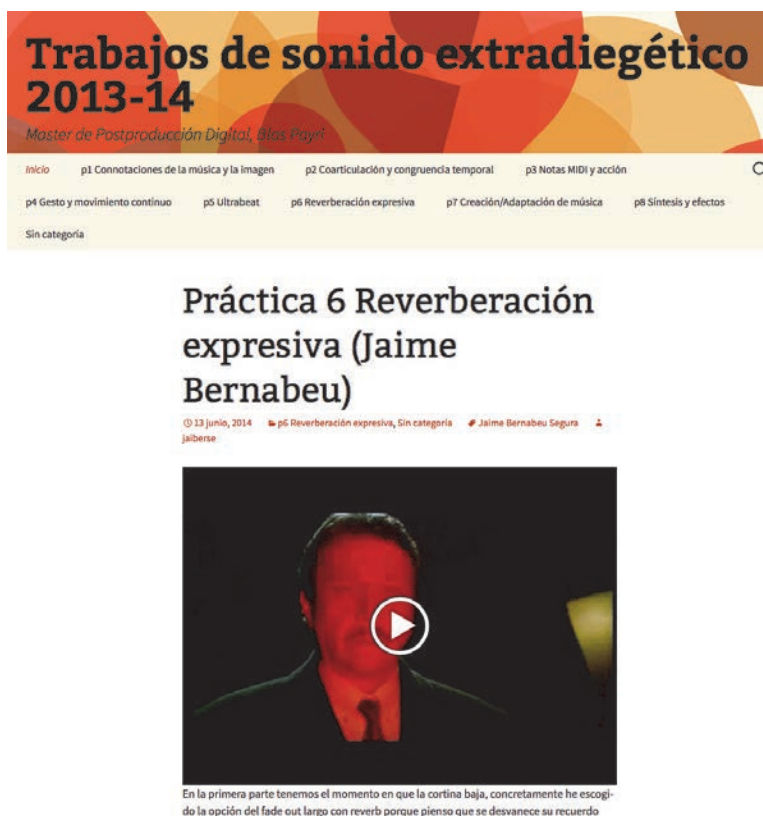 Trabajos de sonido extradiegético
2013-14
Master de Postproducción Digital, Blas Payri
Inicio p1 Connotaciones de la música y la imagen p2 Coarticulación y congruencia temporal p3 Notas MIDI y acción
p4 Gesto y movimiento continuo p5 Ultrabeat p6 Reverberación expresiva p7 Creación/Adaptación de música p8 Síntesis y efectos
Sin categoría
Práctica 6 Reverberación
expresiva (Jaime
Bernabeu)
13 junio, 2014 p6 Reverberación expresiva, Sin categoría Jaime Bernabeu Segura
jaiberse
En la primera parte tenemos el momento en que la cortina baja, concretamente he escogi-
do la opción del fade out largo con reverb porque pienso que se desvanece su recuerdo